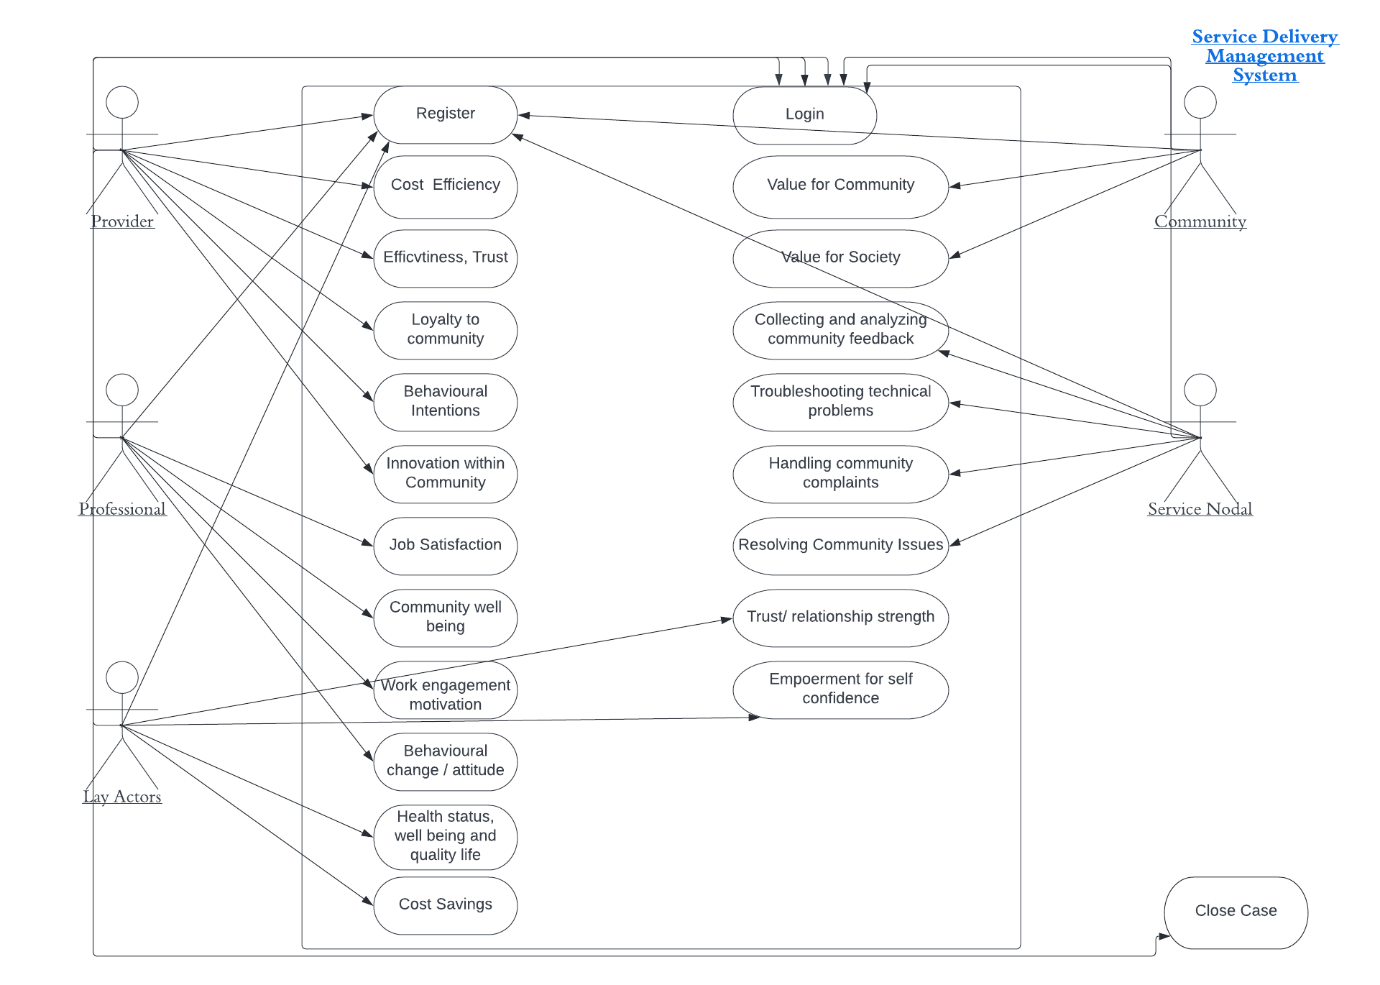 Service Delivery
Management
System
Register
Login
Cost Efficiency
Value for Community
Provider
Community
Efficvtiness, Trust
Value for Society
Loyalty to
community
Collecting and analyzing
community feedback
Behavioural
Intentions
Troubleshooting technical
problems
Innovation within
Community
Handling community
complaints
Professional
Service Nodal
Job Satisfaction
Resolving Community Issues
Community well
being
Trust/ relationship strength
Work engagement
motivation
Empoerment for self
confidence
Behavioural
change / attitude
Lay Actors
Health status,
well being and
quality life
Cost Savings
Close Case